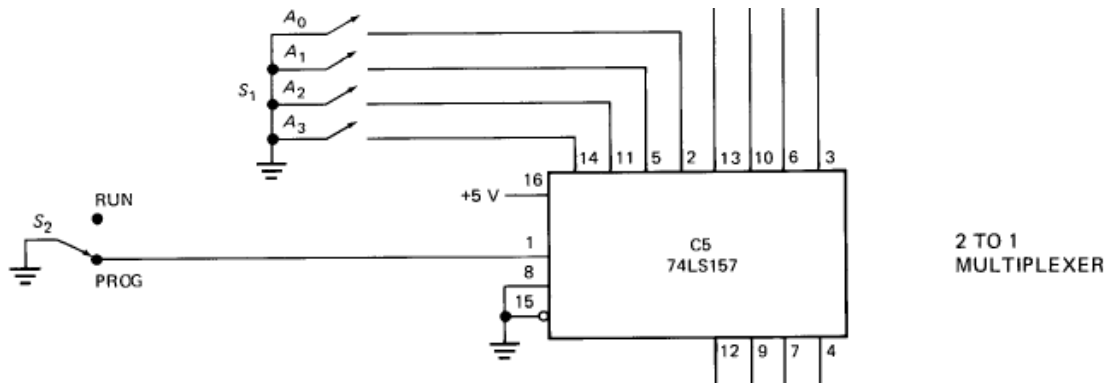 A0
A1
S1 A2
A3
14 11 5 2 13 10 6 3
16
+5 V
RUN
S2
1
C5
2 TO 1
74LS157
MULTIPLEXER
8
PROG
15
12 9 7 4